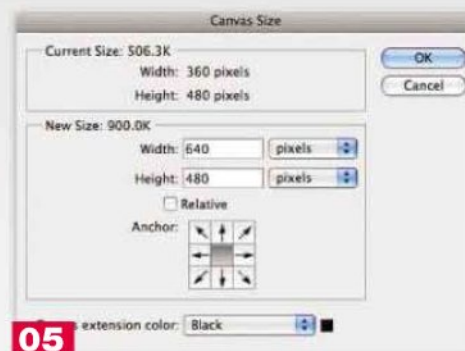 Canvas Size
Current Size: 506.3K
Width: 360 pixels
Height: 480 pixels
New Size: 900.0K
Width: 640 pixels
Height: 480 pixels
Relative
Anchor:
extension color: Black
OK
Cancel
05